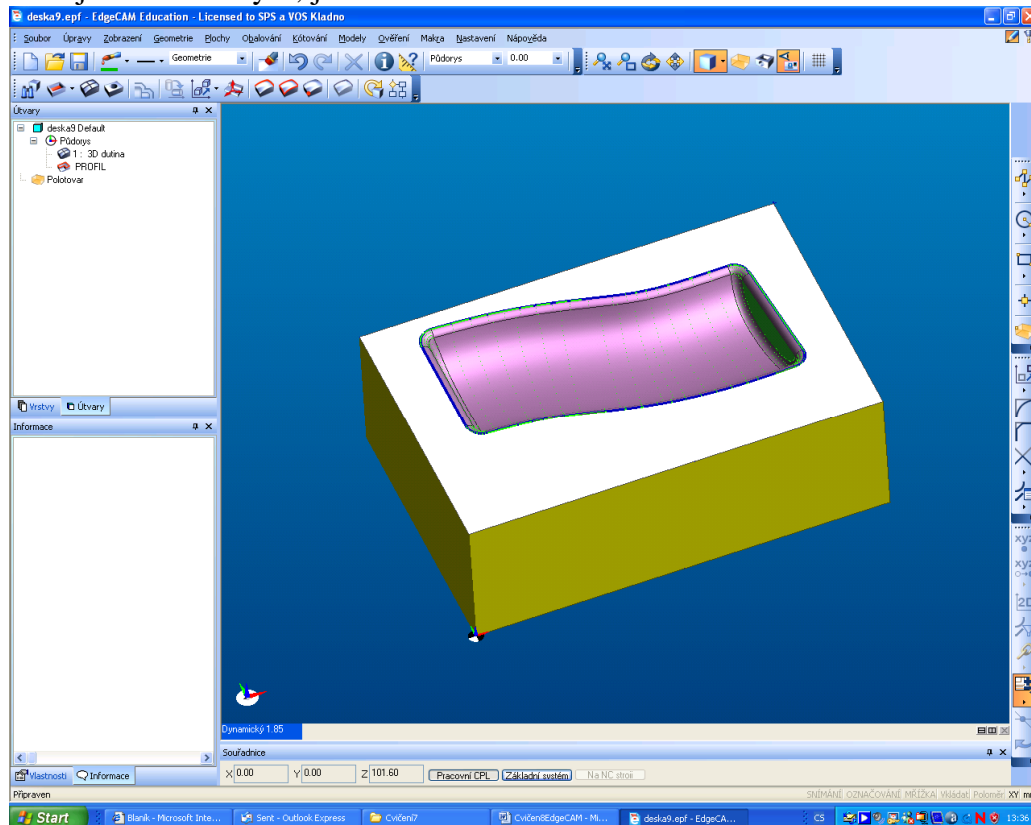 deska9.epf - EdgeCAM Education - Licensed to SPS a VOS Kladno
Soubor Úpravy Zobrazení Geometrie Plochy Obalování Kótování Modely Ověření Makra Nastavení Nápověda
Geometrie Půdorys 0.00
Útvary
deska9 Default
Půdorys
1 : 3D dutina
PROFIL
Polotovar
Vrstvy Útvary
Informace
Dynamický 1.85
Souřadnice
X 0.00 Y 0.00 Z 101.60 Pracovní CPL Základní systém Na NC stroji
Vlastnosti Informace
Připraven SNÍMÁNÍ OZNAČOVÁNÍ MŘÍŽKA Vkládat Poloměr XY
Start Blaník - Microsoft Inte... Sent - Outlook Express Cvičení7 Cvičen8EdgeCAM - Mi... deska9.epf - EdgeCA... CS 13:36